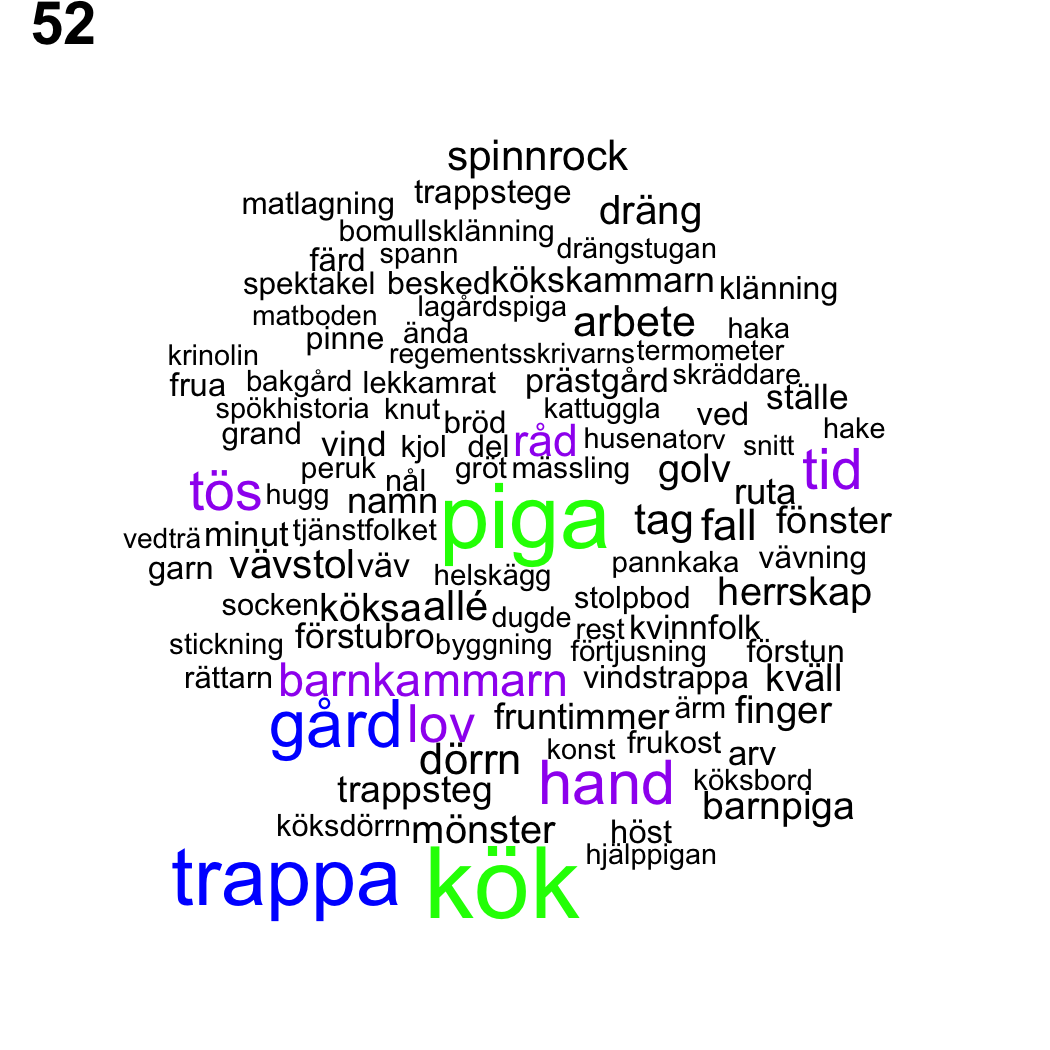 52
spinnrock
matlagning trappstege dräng
bomullsklänning drängstugan
färd spann
spektakel besked kökskammarn klänning
matboden lagårdspiga arbete haka
pinne ända
krinolin regementsskrivarns termometer
frua bakgård lekkamrat prästgård skräddare
spökhistoria knut bröd kattuggla ved ställe
grand vind kjol del råd husenatorv snitt hake
peruk nål gröt mässling golv tid
tös hugg namn piga ruta
vedträ minut tjänstfolket tag fall fönster
garn vävstol väv helskägg pannkaka vävning
socken köksa allé dugde stolpbod herrskap
stickning förstubro byggning rest kvinnfolk
förtjusning förstun
rättarn barnkammarn vindstrappa kväll
gård lov fruntimmer ärm finger
dörrn konst frukost arv
trappsteg hand köksbord
barnpiga
köksdörrn mönster höst
trappa kök hjälppigan